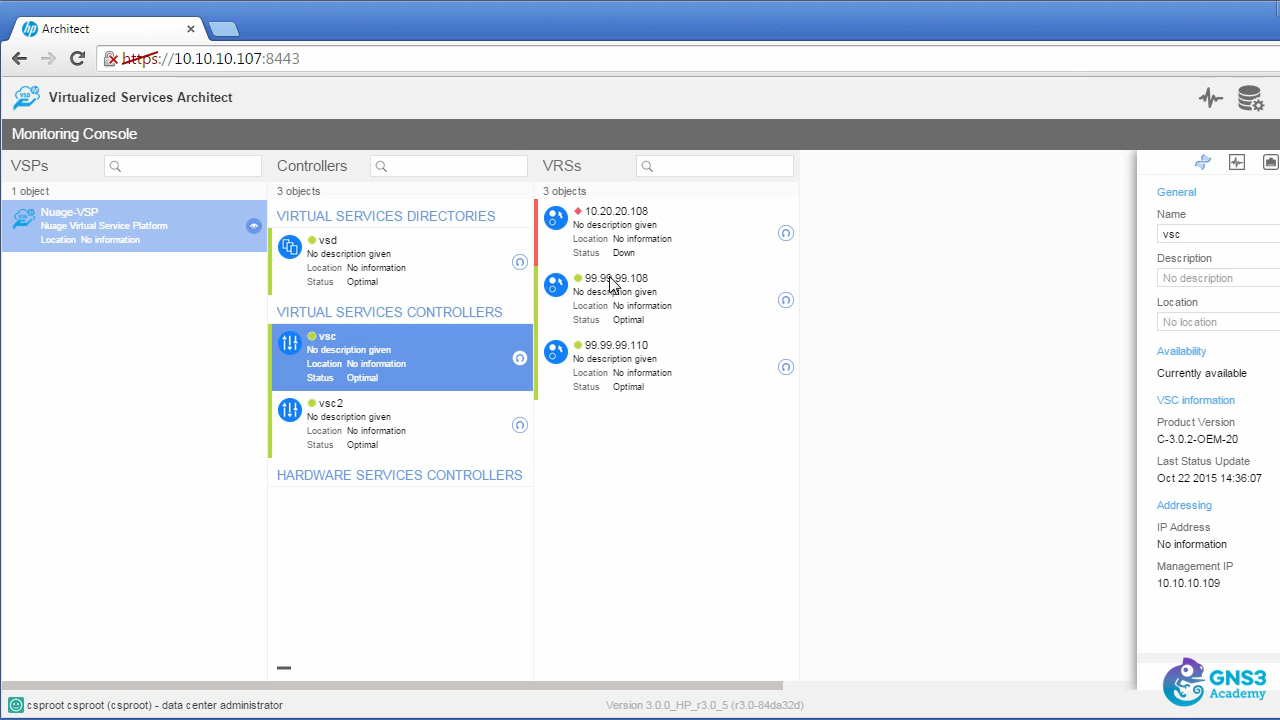 Architect
https://10.10.10.107:8443
Virtualized Services Architect
Monitoring Console
VSPs
1 object
Nuage-VSP
Nuage Virtual Service Platform
Location No information
Controllers
3 objects
VIRTUAL SERVICES DIRECTORIES
vsd
No description given
Location No information
Status Optimal
VIRTUAL SERVICES CONTROLLERS
vsc
No description given
Location No information
Status Optimal
vsc2
No description given
Location No information
Status Optimal
HARDWARE SERVICES CONTROLLERS
VRSs
3 objects
10.20.20.108
No description given
Location No information
Status Down
99.99.99.108
No description given
Location No information
Status Optimal
99.99.99.110
No description given
Location No information
Status Optimal
General
Name
vsc
Description
No description
Location
No location
Availability
Currently available
VSC information
Product Version
C-3.0.2-OEM-20
Last Status Update
Oct 22 2015 14:36:07
Addressing
IP Address
No information
Management IP
10.10.10.109
csproot csproot (csproot) - data center administrator
Version 3.0.0_HP_r3.0_5 (r3.0-84da32d)
GNS3
Academy